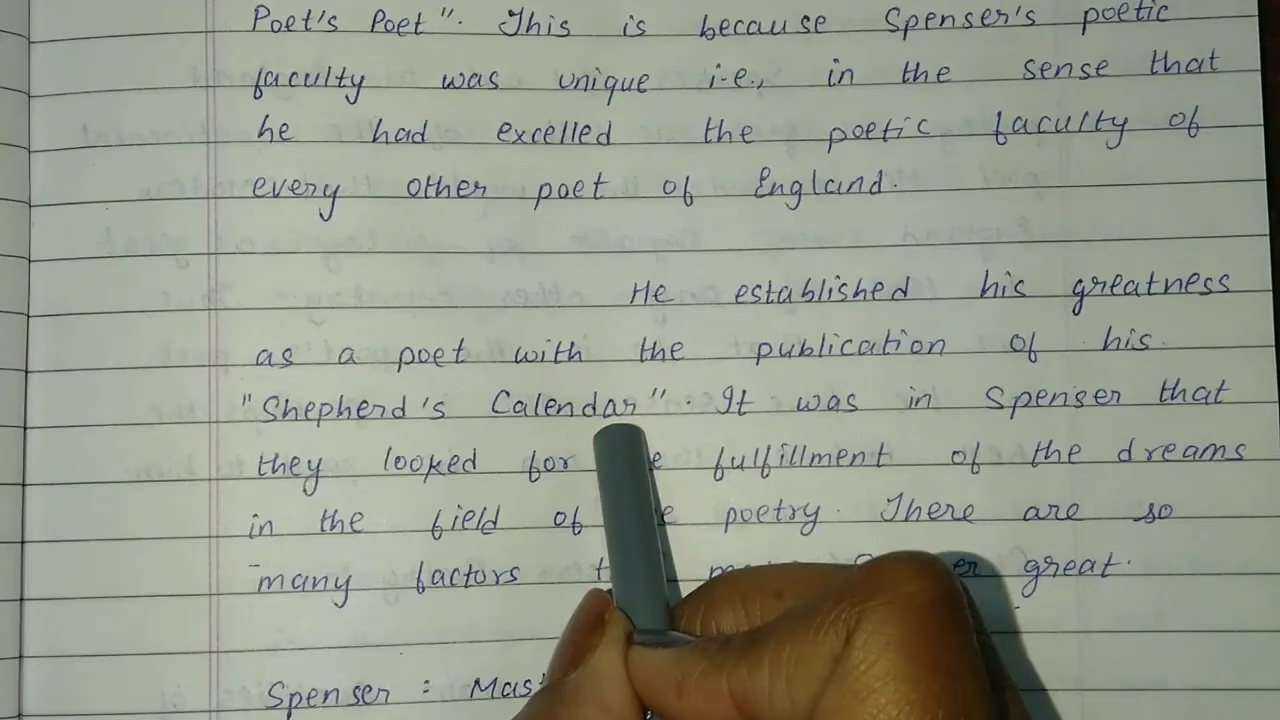 Poet's Poet". This is because Spenser's poetic
faculty was unique i.e., in the sense that
he had excelled the poetic faculty of
every other poet of England.
He established his greatness
as a poet with the publication of his
"Shepherd's Calendar". It was in Spenser that
they looked for fulfillment of the dreams
in the field of poetry. There are so
many factors great.
Spenser :